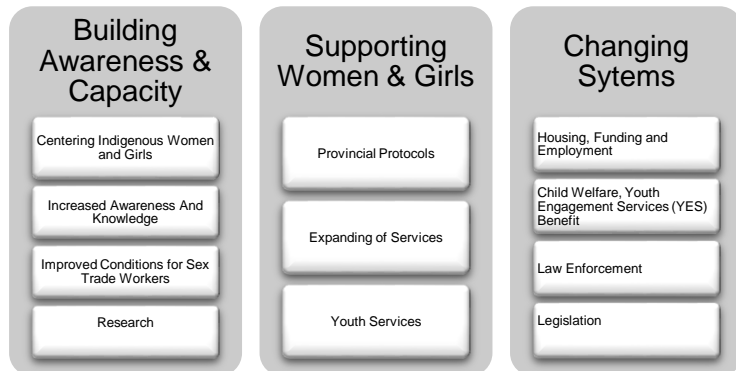 Building
Awareness &
Capacity
Centering Indigenous Women
and Girls
Increased Awareness And
Knowledge
Improved Conditions for Sex
Trade Workers
Research
Supporting
Women & Girls
Provincial Protocols
Expanding of Services
Youth Services
Changing
Sytems
Housing, Funding and
Employment
Child Welfare, Youth
Engagement Services (YES)
Benefit
Law Enforcement
Legislation